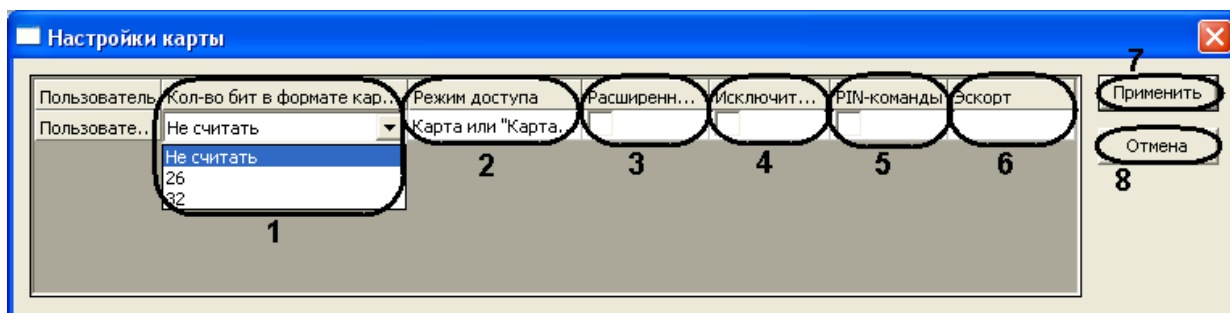 Настройки карты
7
Пользователь Кол-во бит в формате кар... Режим доступа Расширенн... Исключит... PIN-команды Эскорт Применить
Пользовате... Не считать Карта или "Карта...
Не считать
26
32
Отмена
1 2 3 4 5 6 8